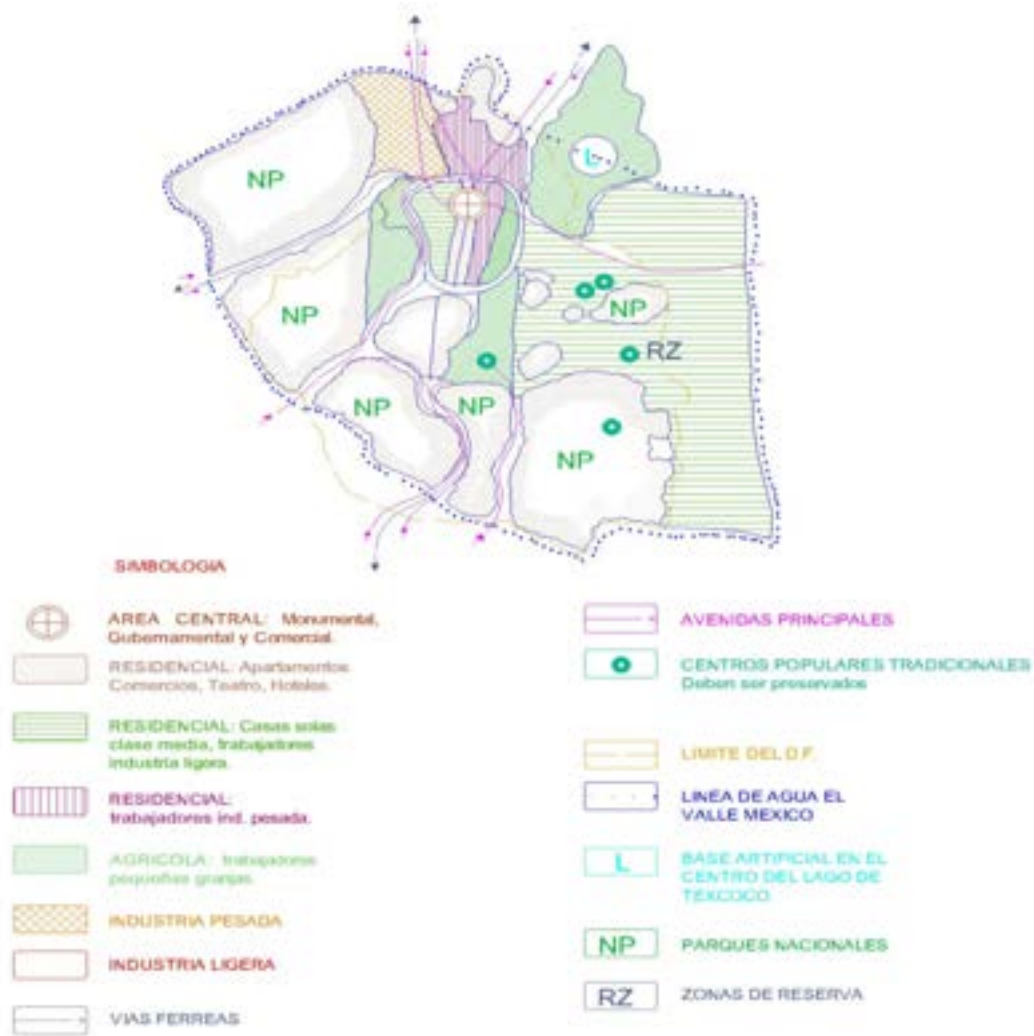 NP
L
NP
NP
RZ
NP
NP
NP
SIMBOLOGIA
AREA CENTRAL: Monumental,
Gubernamental y Comercial.
RESIDENCIAL: Apartamentos
Comercios, Teatro, Hoteles.
RESIDENCIAL: Casas solas
clase media, trabajadores
industria ligera.
RESIDENCIAL:
trabajadores ind. pesada.
AGRICOLA: trabajadores
pequeñas granjas.
INDUSTRIA PESADA
INDUSTRIA LIGERA
VIAS FERREAS
AVENIDAS PRINCIPALES
CENTROS POPULARES TRADICIONALES
Deben ser preservados
LIMITE DEL D.F.
LINEA DE AGUA EL
VALLE MEXICO
L
BASE ARTIFICIAL EN EL
CENTRO DEL LAGO DE
TEXCOCO
NP
PARQUES NACIONALES
RZ
ZONAS DE RESERVA